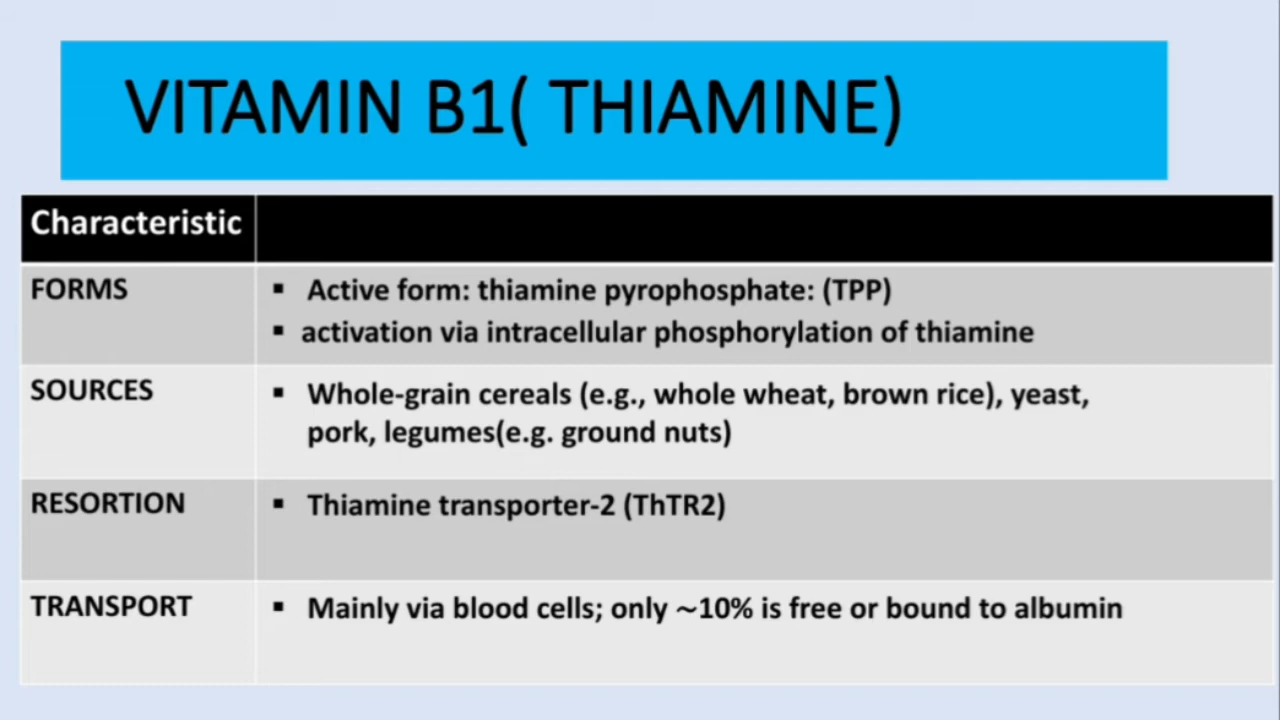 VITAMIN B1( THIAMINE)
Characteristic
FORMS
▪ Active form: thiamine pyrophosphate: (TPP)
▪ activation via intracellular phosphorylation of thiamine
SOURCES
▪ Whole-grain cereals (e.g., whole wheat, brown rice), yeast,
pork, legumes(e.g. ground nuts)
RESORTION
▪ Thiamine transporter-2 (ThTR2)
TRANSPORT
▪ Mainly via blood cells; only ~10% is free or bound to albumin